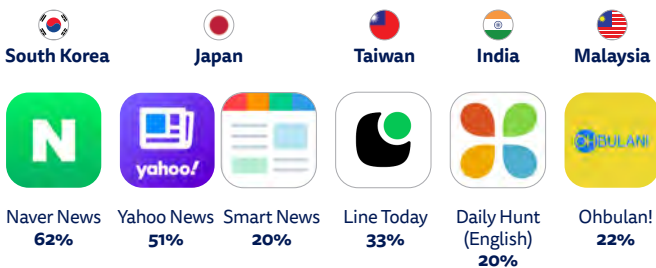 South Korea
Japan
Taiwan
India
Malaysia
N
yahoo!
OHBULAN!
Naver News
62%
Yahoo News
51%
Smart News
20%
Line Today
33%
Daily Hunt
(English)
20%
Ohbulan!
22%